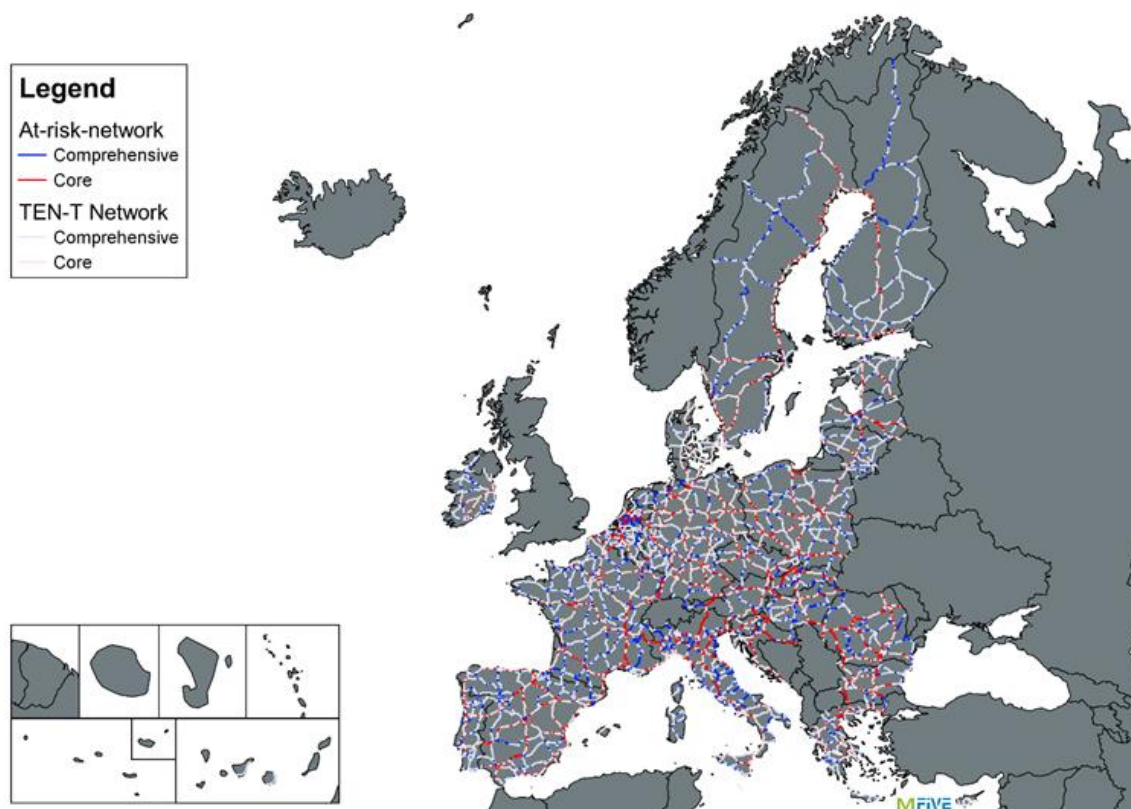 Legend
At-risk-network
Comprehensive
Core
TEN-T Network
Comprehensive
Core
MFIVE